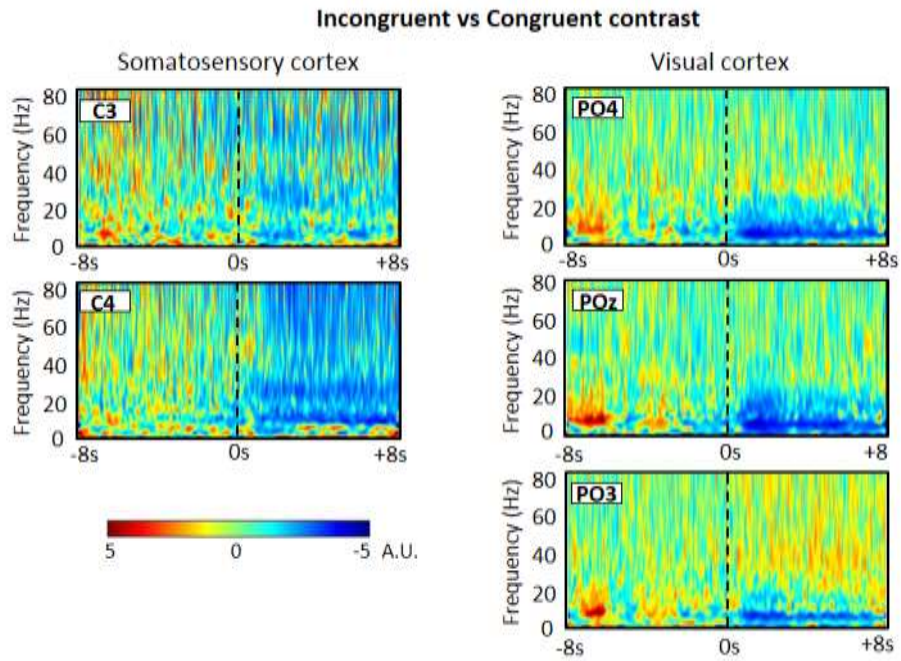 Incongruent vs Congruent contrast
Somatosensory cortex
Visual cortex
Frequency (Hz)
80
60
40
20
0
C3
-8s
0s
+8s
Frequency (Hz)
80
60
40
20
0
C4
-8s
0s
+8s
5
0
-5
A.U.
Frequency (Hz)
80
60
40
20
0
PO4
-8s
0s
+8s
Frequency (Hz)
80
60
40
20
0
POz
-8s
0s
+8
Frequency (Hz)
80
60
40
20
0
PO3
-8s
0s
+8s